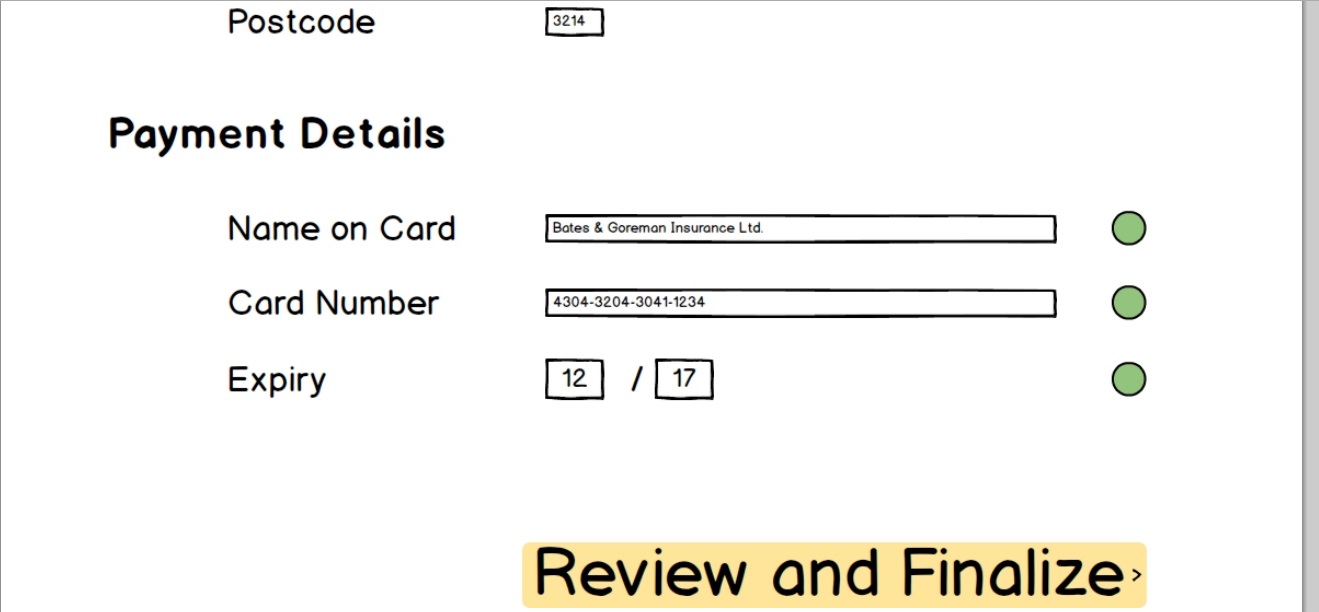 Postcode 3214
Payment Details
Name on Card Bates & Goreman Insurance Ltd.
Card Number 4304-3204-3041-1234
Expiry 12 / 17
Review and Finalize >